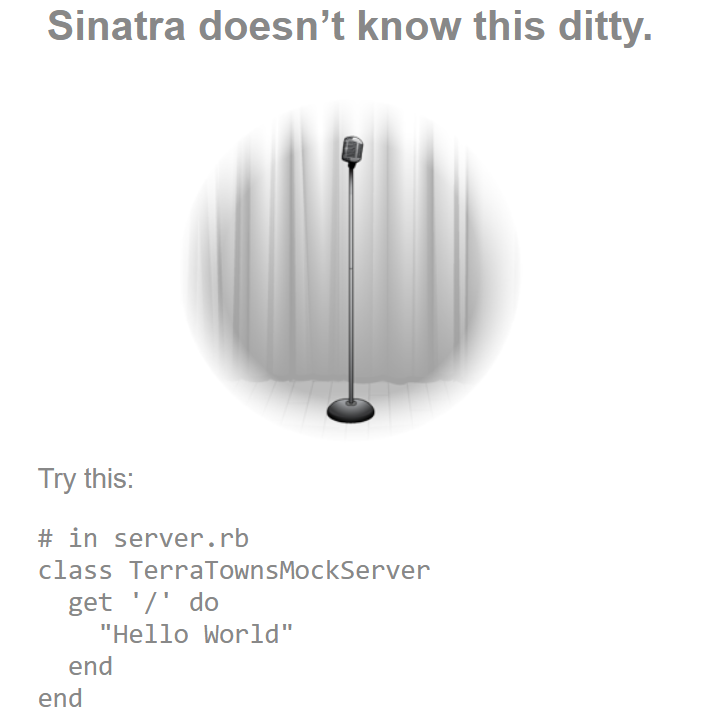 Sinatra doesn’t know this ditty.
Try this:
# in server.rb
class TerraTownsMockServer
  get '/' do
    "Hello World"
  end
end